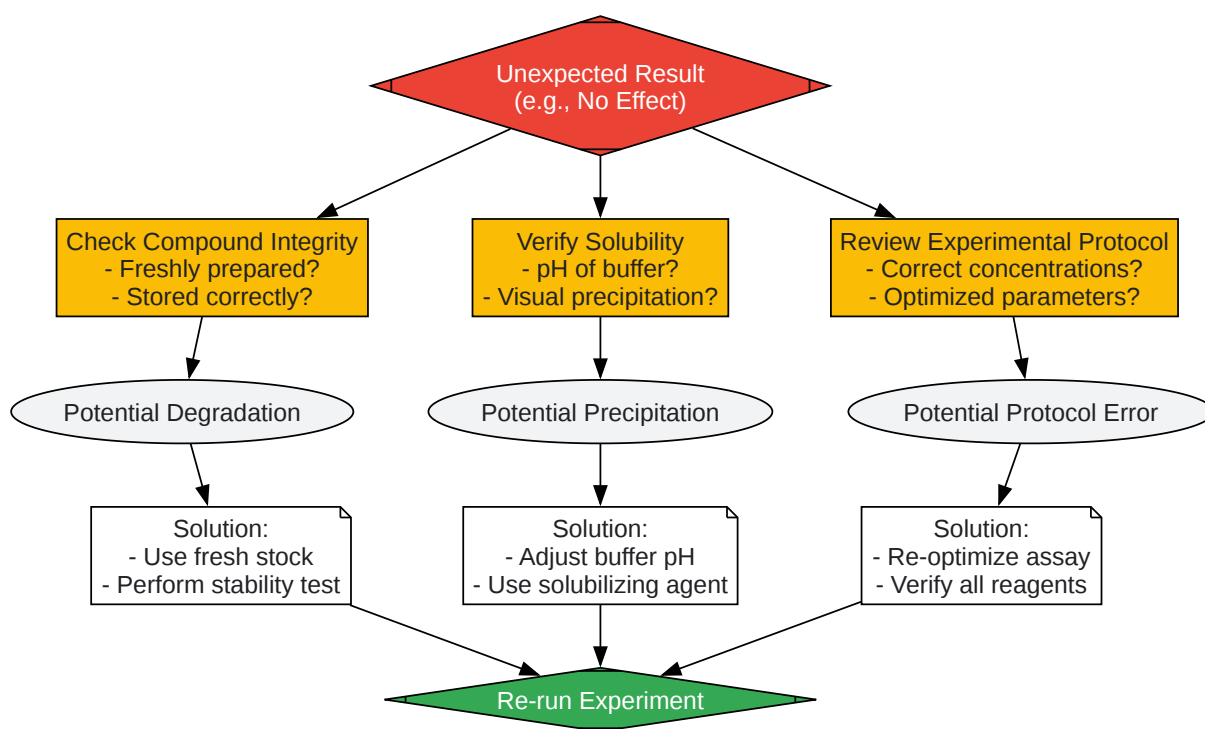 Unexpected Result
(e.g., No Effect)
Check Compound Integrity
- Freshly prepared?
- Stored correctly?
Verify Solubility
- pH of buffer?
- Visual precipitation?
Review Experimental Protocol
- Correct concentrations?
- Optimized parameters?
Potential Degradation
Potential Precipitation
Potential Protocol Error
Solution:
- Use fresh stock
- Perform stability test
Solution:
- Adjust buffer pH
- Use solubilizing agent
Solution:
- Re-optimize assay
- Verify all reagents
Re-run Experiment